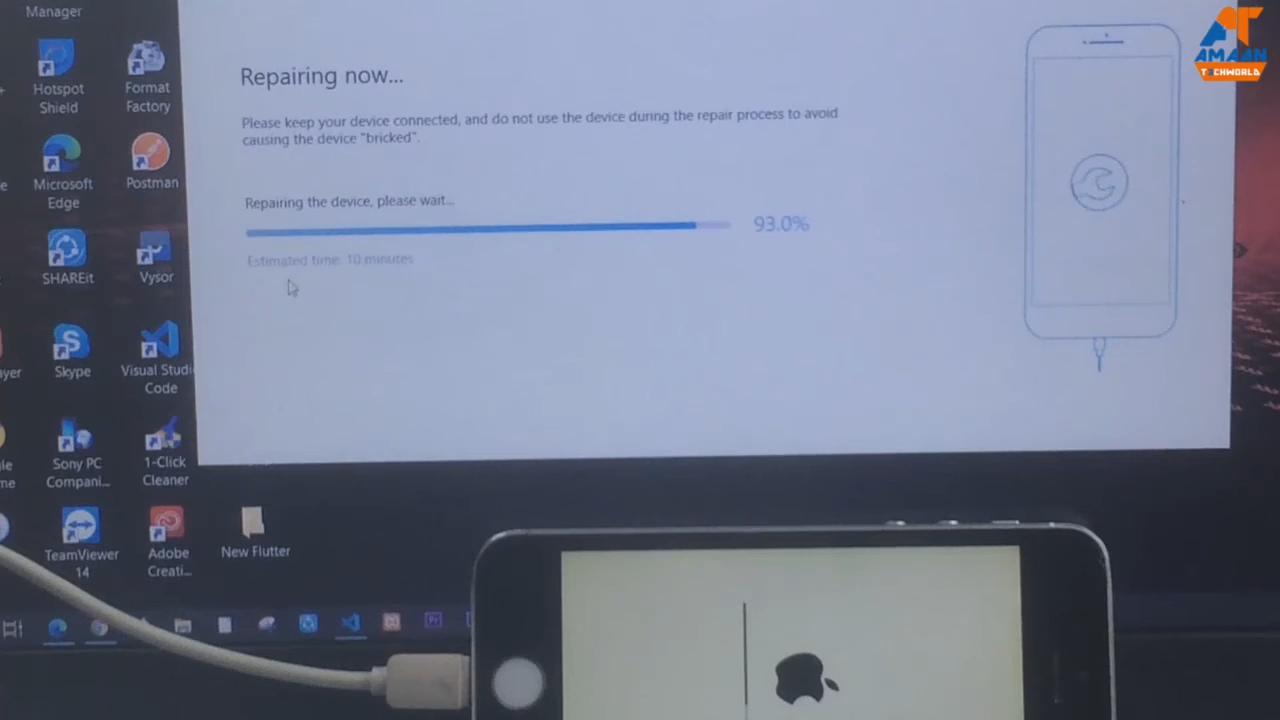 Manager
Hotspot
Shield
Format
Factory
Microsoft
Edge
Postman
SHAREit
Vysor
Skype
Visual Studi
Code
Sony PC
Compani...
1-Click
Cleaner
TeamViewer
14
Adobe
Creati...
New Flutter
Repairing now...
Please keep your device connected, and do not use the device during the repair process to avoid
causing the device "bricked".
Repairing the device, please wait...
93.0%
Estimated time: 10 minutes
AT
AMAAN
TECHWORLD
S
Pr